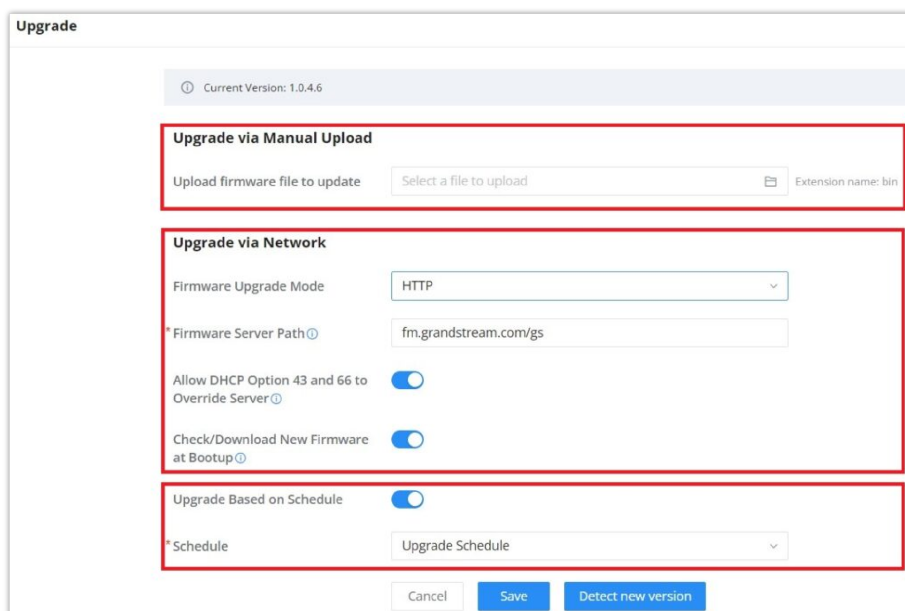 Upgrade
Current Version: 1.0.4.6
Upgrade via Manual Upload
Upload firmware file to update Select a file to upload Extension name: bin
Upgrade via Network
Firmware Upgrade Mode HTTP
*Firmware Server Path fm.grandstream.com/gs
Allow DHCP Option 43 and 66 to
Override Server
Check/Download New Firmware
at Bootup
Upgrade Based on Schedule
*Schedule Upgrade Schedule
Cancel Save Detect new version